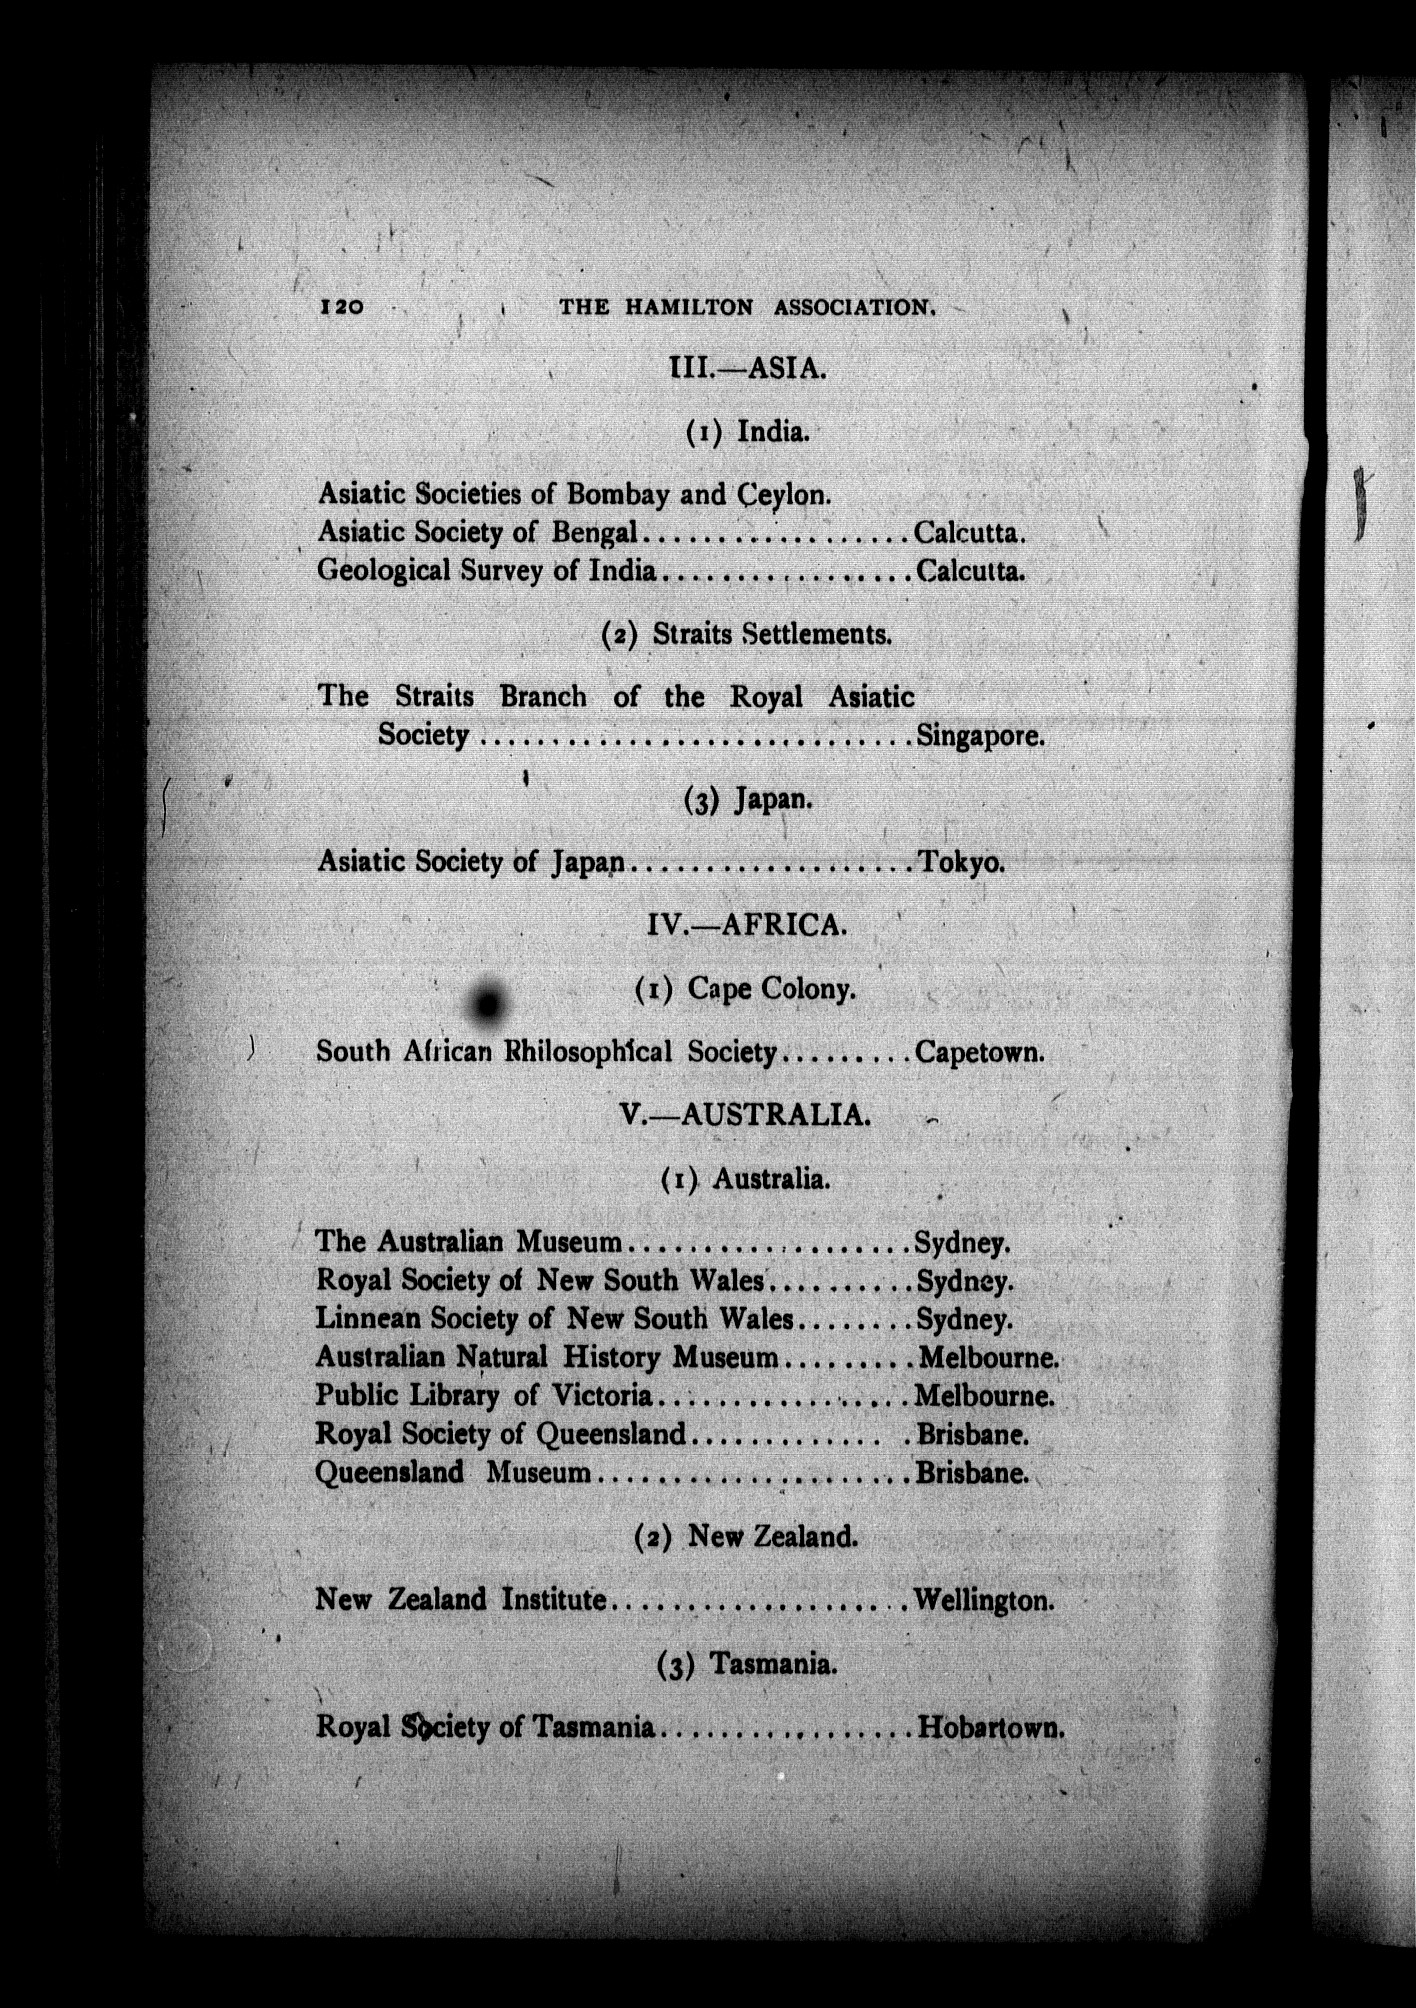 120 THE HAMILTON ASSOCIATION.
III.—ASIA.
(1) India.
Asiatic Societies of Bombay and Ceylon.
Asiatic Society of Bengal..................Calcutta.
Geological Survey of India.................Calcutta.
(2) Straits Settlements.
The Straits Branch of the Royal Asiatic
Society .............................Singapore.
(3) Japan.
Asiatic Society of Japan...................Tokyo.
IV.—AFRICA.
(1) Cape Colony.
South African Philosophical Society.........Capetown.
V.—AUSTRALIA.
(1) Australia.
The Australian Museum...................Sydney.
Royal Society of New South Wales..........Sydney.
Linnean Society of New South Wales........Sydney.
Australian Natural History Museum.........Melbourne.
Public Library of Victoria.................Melbourne.
Royal Society of Queensland............. .Brisbane.
Queensland Museum.....................Brisbane.
(2) New Zealand.
New Zealand Institute....................Wellington.
(3) Tasmania.
Royal Society of Tasmania.................Hobartown.